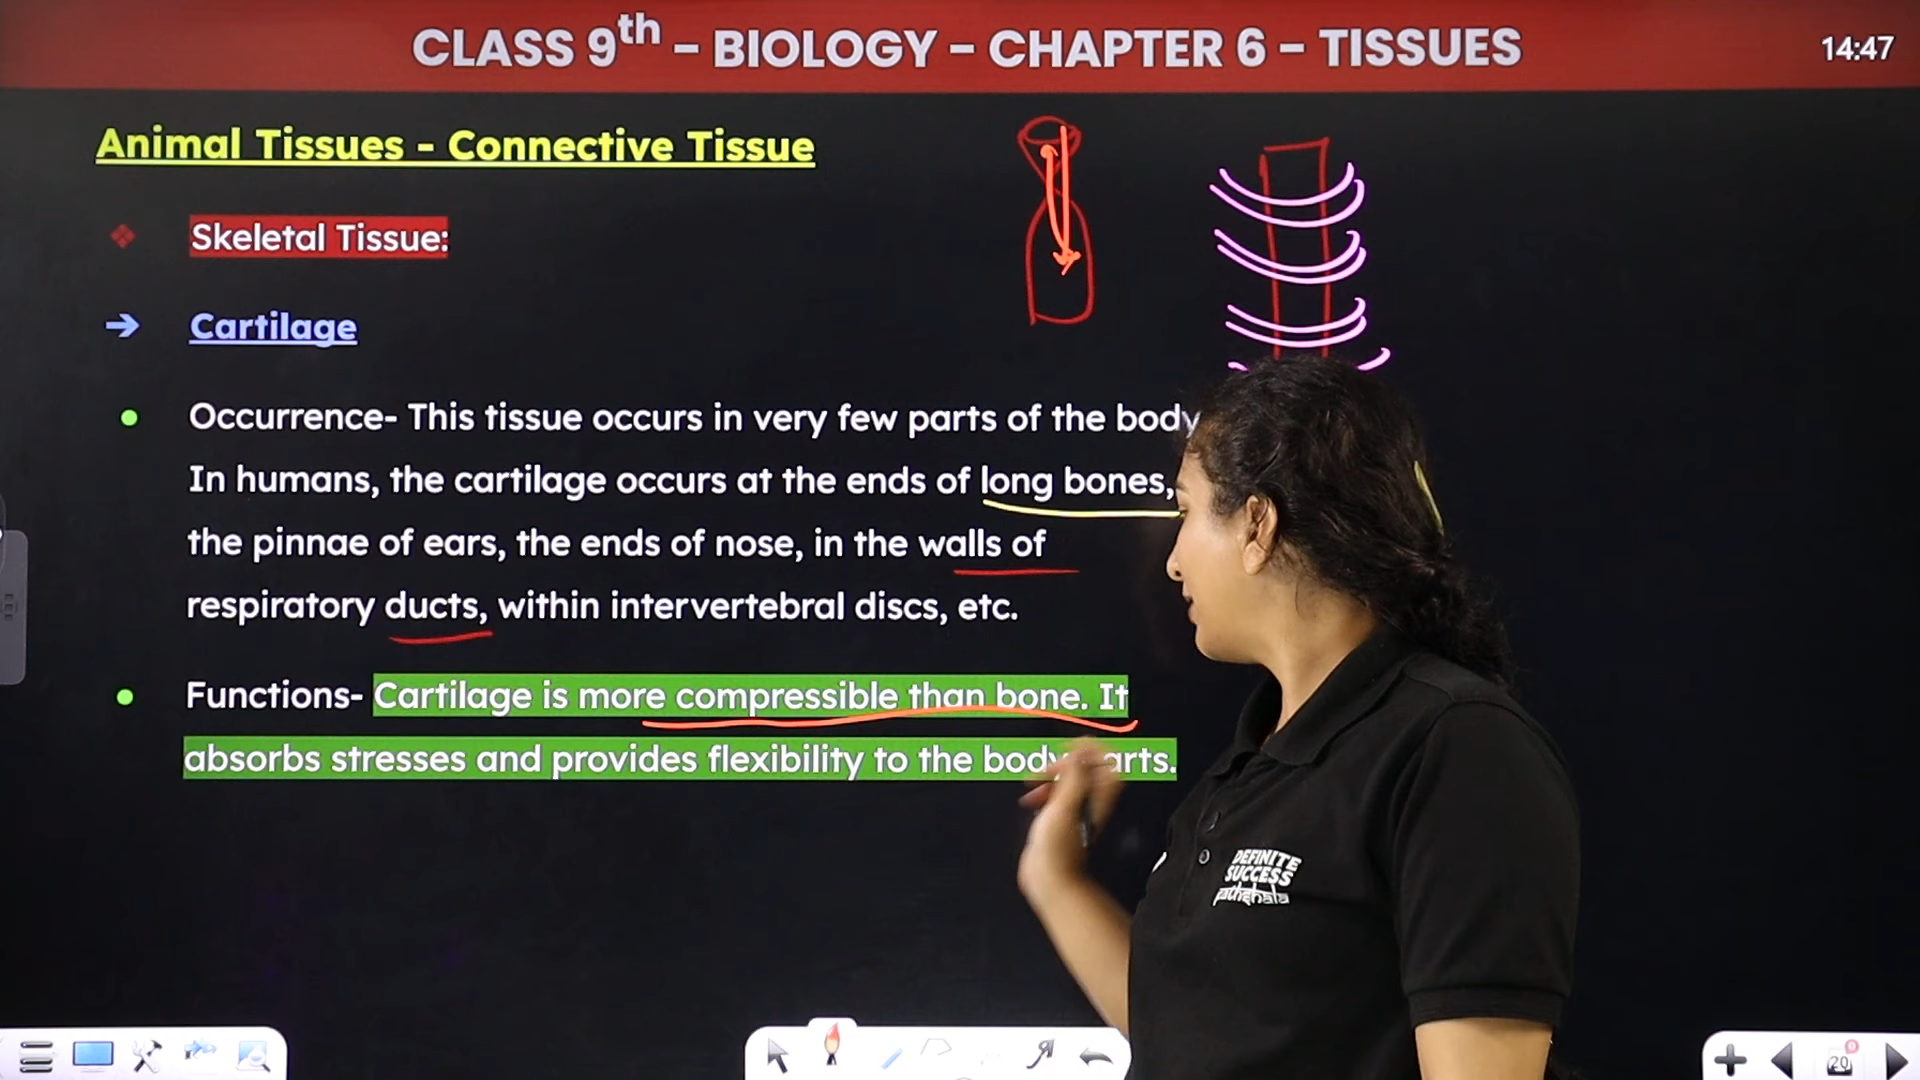 CLASS 9th – BIOLOGY – CHAPTER 6 – TISSUES
14:47
Animal Tissues - Connective Tissue
Skeletal Tissue:
Cartilage
Occurrence- This tissue occurs in very few parts of the body
In humans, the cartilage occurs at the ends of long bones,
the pinnae of ears, the ends of nose, in the walls of
respiratory ducts, within intervertebral discs, etc.
Functions- Cartilage is more compressible than bone. It
absorbs stresses and provides flexibility to the body parts.
DEFINITE
SUCCESS
pathshala
20